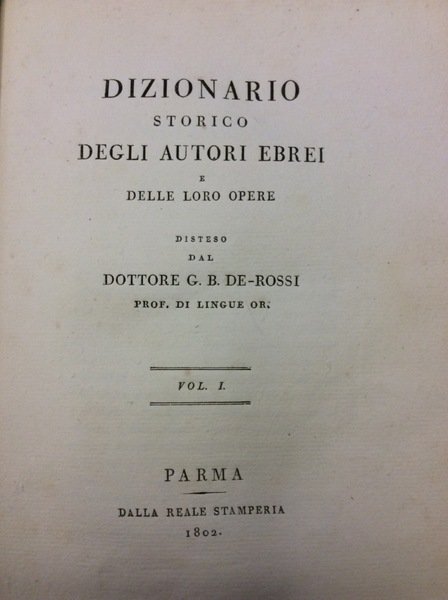 DIZIONARIO
STORICO
DEGLI AUTORI EBREI
E
DELLE LORO OPERE
DISTESO
DAL
DOTTORE G. B. DE-ROSSI
PROF. DI LINGUE OR.
VOL. I.
PARMA
DALLA REALE STAMPERIA
1802.